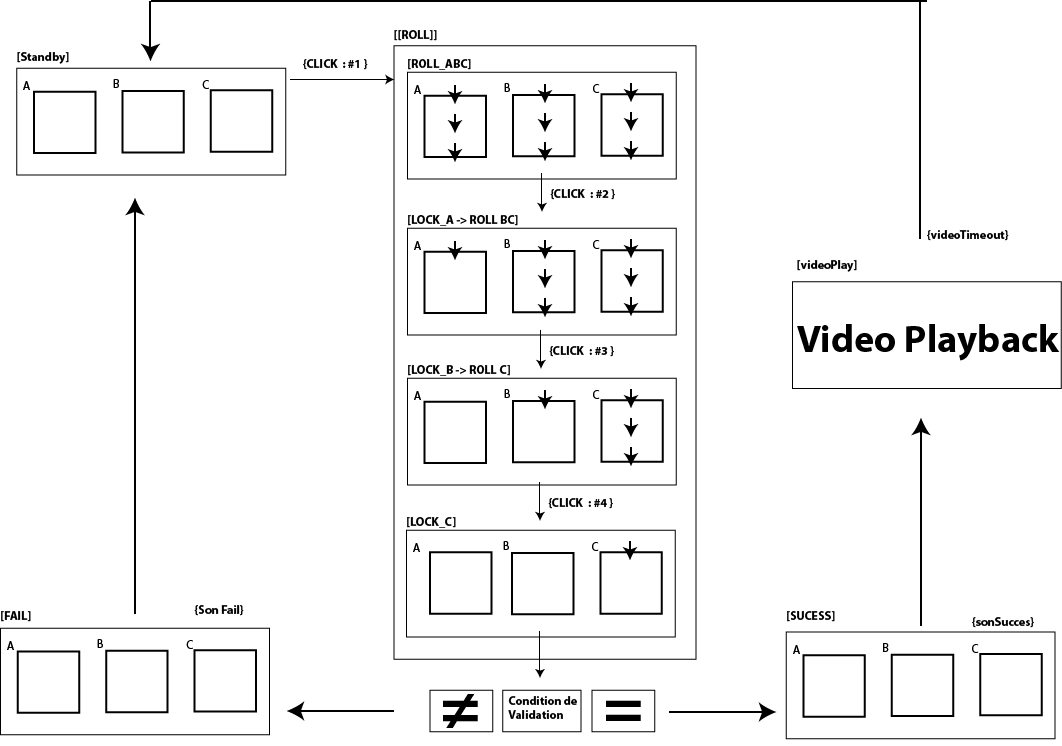 [[ROLL]]
[Standby]
{CLICK : #1 }
A
B
C
[ROLL_ABC]
A
B
C
{CLICK : #2 }
[LOCK_A -> ROLL BC]
A
B
C
{CLICK : #3 }
[LOCK_B -> ROLL C]
A
B
C
{CLICK : #4 }
[LOCK_C]
A
B
C
≠
Condition de
Validation
=
[FAIL]
{Son Fail}
A
B
C
[SUCESS]
{sonSucces}
A
B
C
{videoTimeout}
[videoPlay]
Video Playback